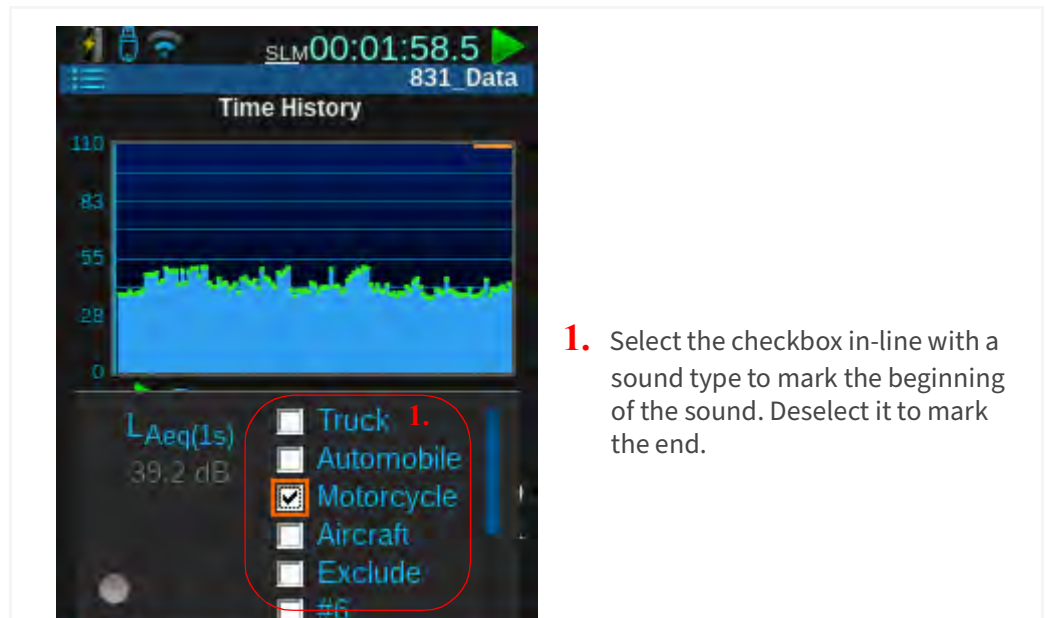 SLM00:01:58.5
831_Data
Time History
110
83
55
28
0
LAeq(1s)
39.2 dB
Truck 1.
Automobile
Motorcycle
Aircraft
Exclude
#6
1. Select the checkbox in-line with a
sound type to mark the beginning
of the sound. Deselect it to mark
the end.